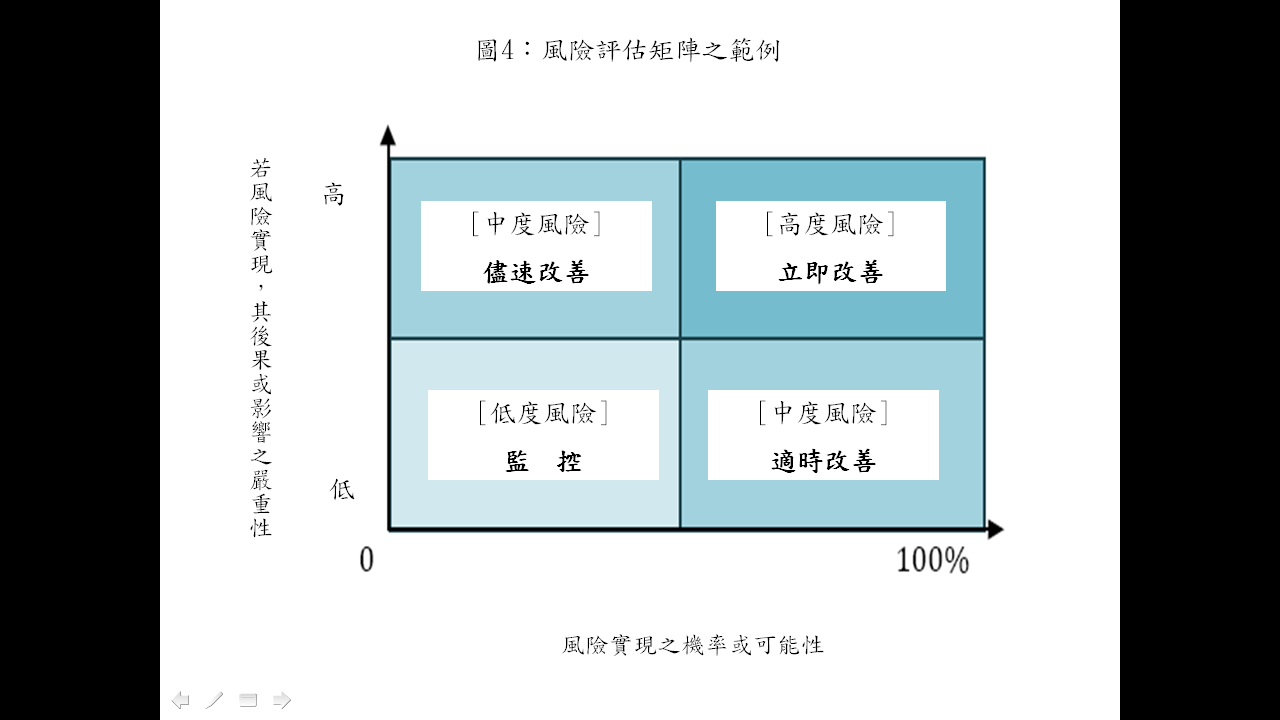 圖4：風險評估矩陣之範例
若風險實現，其後果或影響之嚴重性
高
［中度風險］
儘速改善
［高度風險］
立即改善
［低度風險］
監　控
［中度風險］
適時改善
低
0
100%
風險實現之機率或可能性